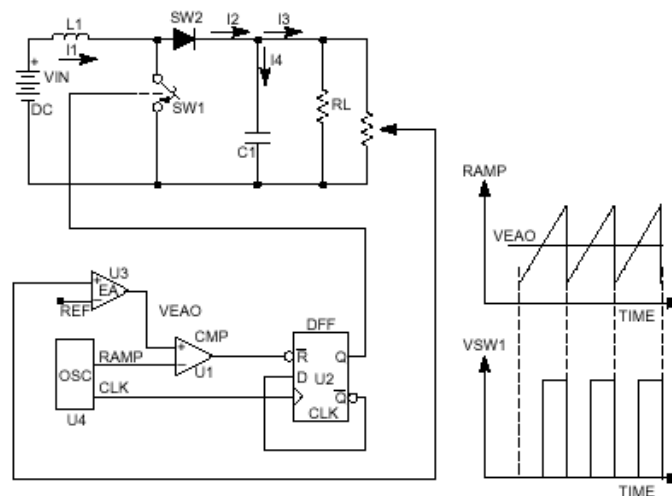 SW2
L1
I1
I2
I3
I4
+
VIN
DC
SW1
RL
C1
RAMP
VEAO
TIME
U3
+
EA
−
REF
VEAO
CMP
+
−
U1
OSC
RAMP
CLK
U4
DFF
R
Q
D
U2
Q
CLK
VSW1
TIME